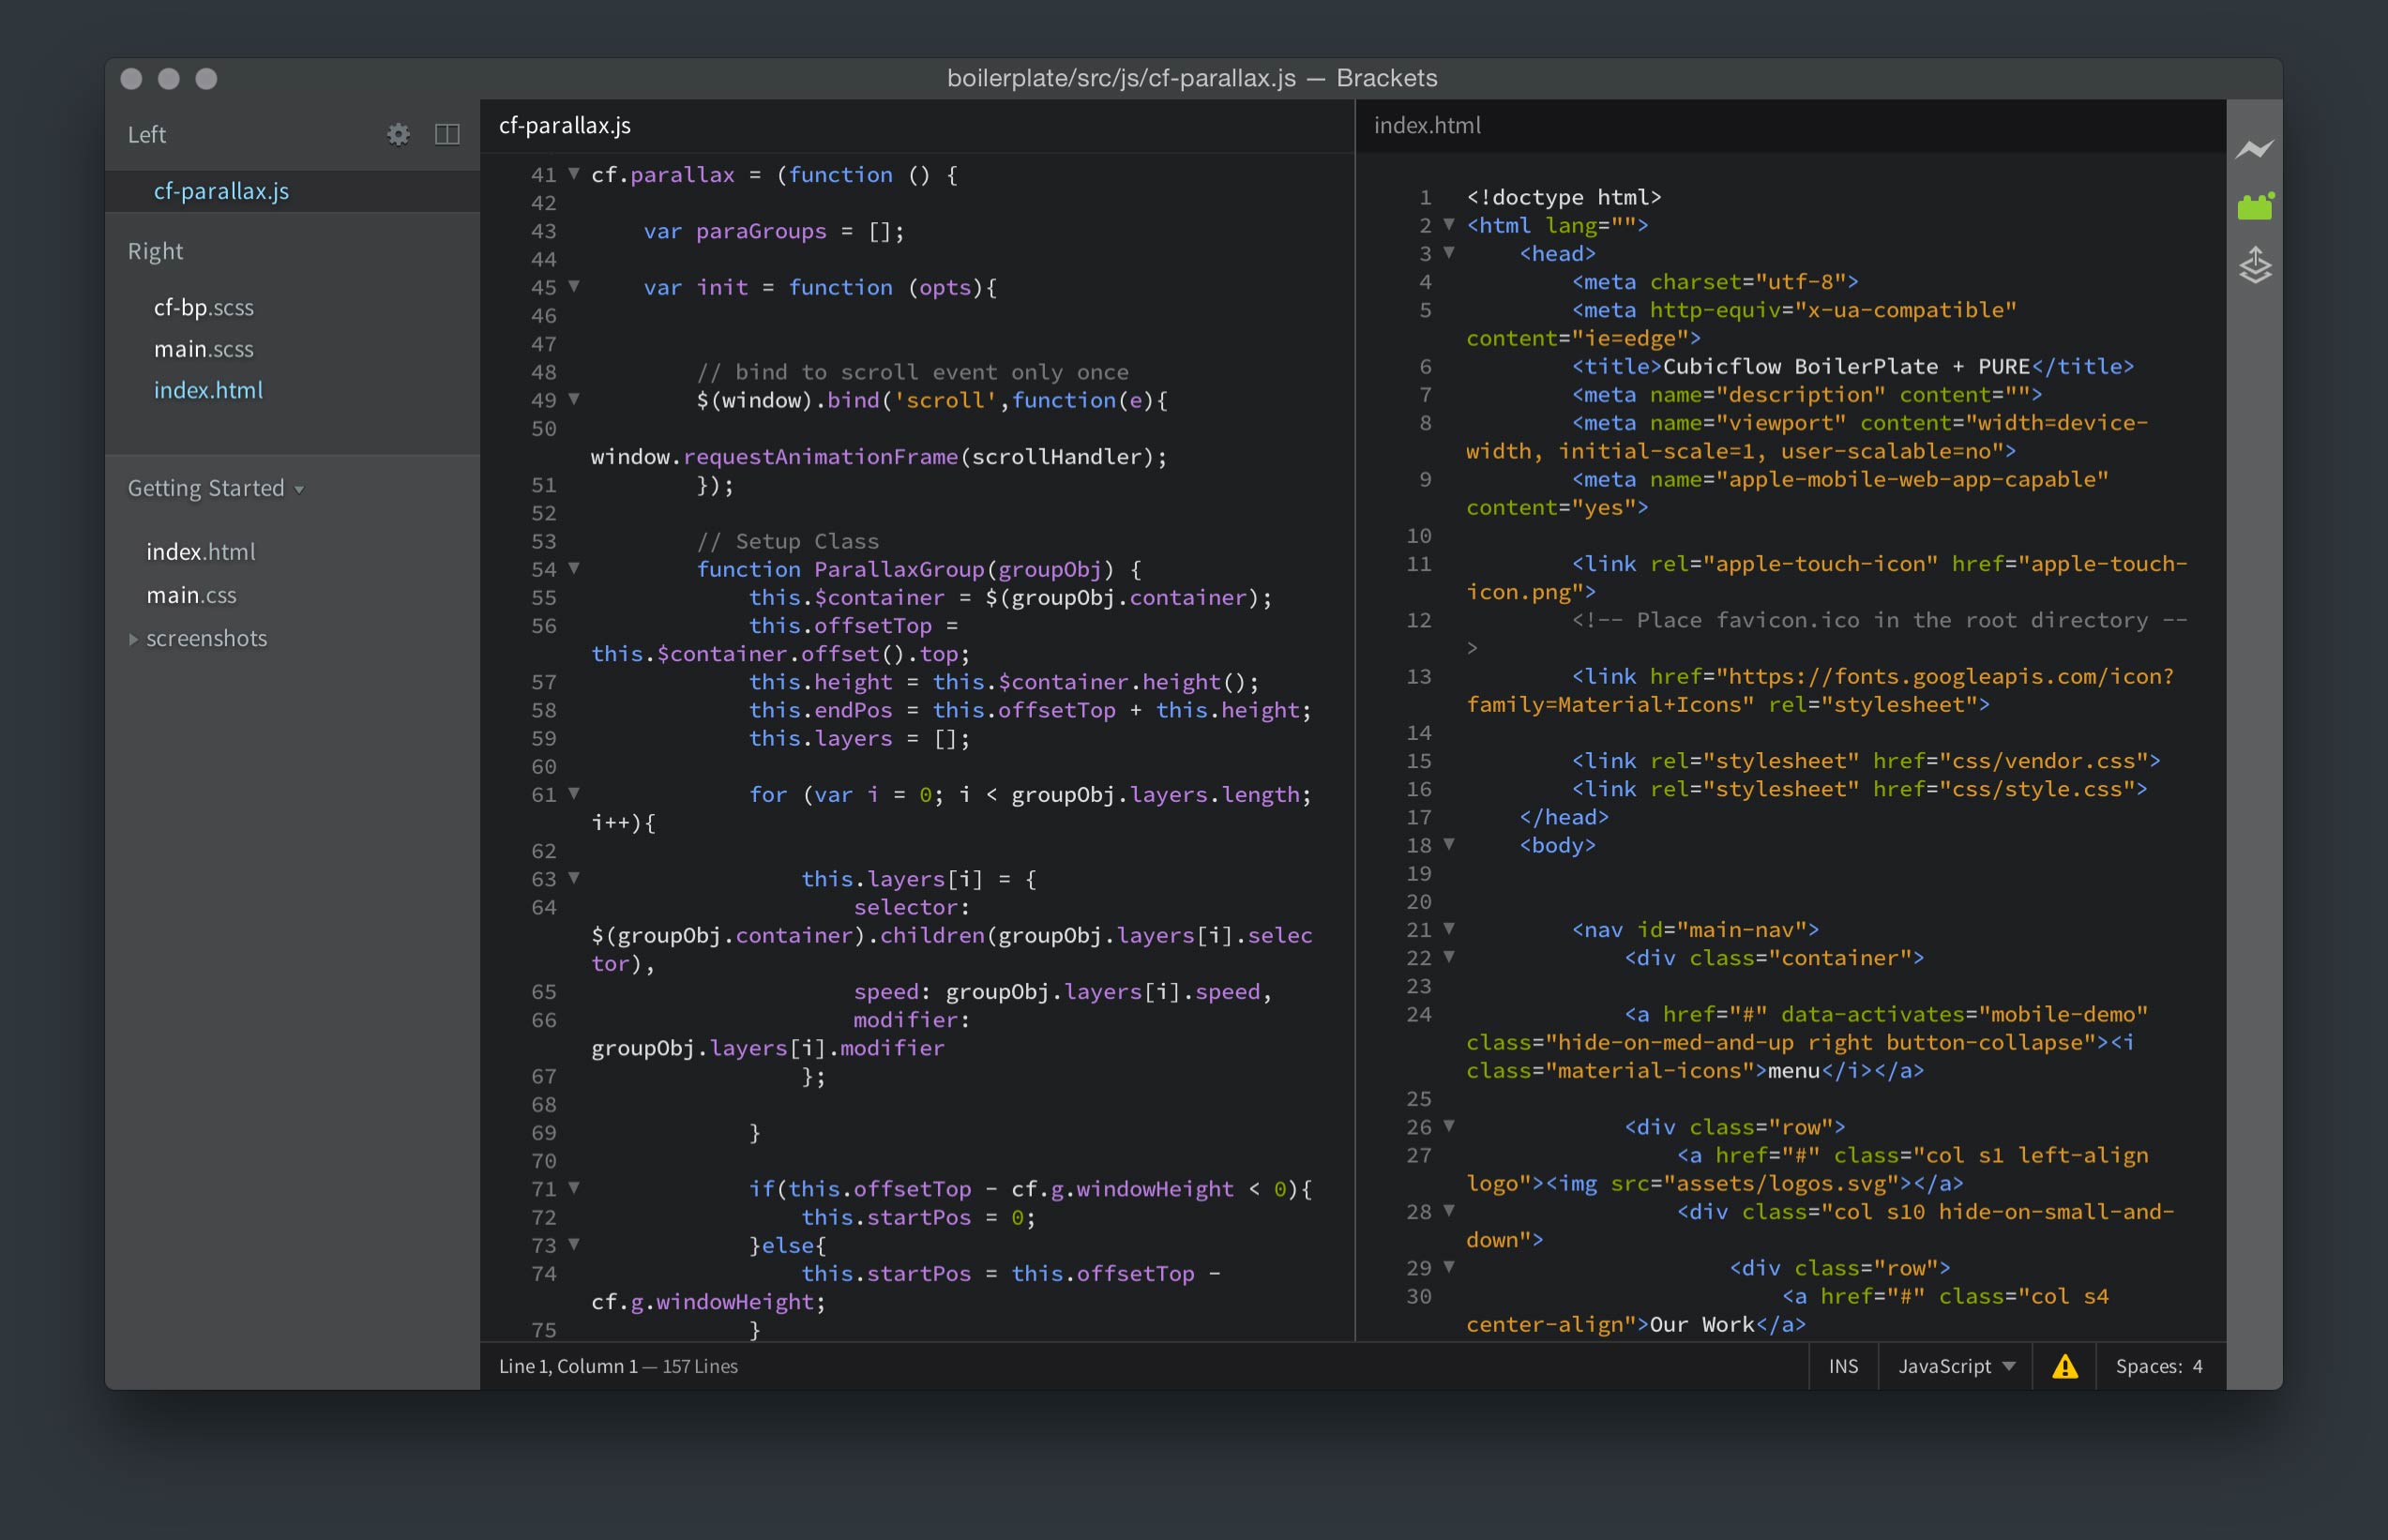 boilerplate/src/js/cf-parallax.js — Brackets
Left
cf-parallax.js
Right
cf-bp.scss
main.scss
index.html
Getting Started
index.html
main.css
screenshots
cf-parallax.js
41 cf.parallax = (function () {
42
43     var paraGroups = [];
44
45     var init = function (opts){
46
47
48         // bind to scroll event only once
49         $(window).bind('scroll',function(e){
50
window.requestAnimationFrame(scrollHandler);
51         });
52
53         // Setup Class
54         function ParallaxGroup(groupObj) {
55             this.$container = $(groupObj.container);
56             this.offsetTop =
this.$container.offset().top;
57             this.height = this.$container.height();
58             this.endPos = this.offsetTop + this.height;
59             this.layers = [];
60
61             for (var i = 0; i < groupObj.layers.length;
i++){
62
63                 this.layers[i] = {
64                     selector:
$(groupObj.container).children(groupObj.layers[i].selec
tor),
65                     speed: groupObj.layers[i].speed,
66                     modifier:
groupObj.layers[i].modifier
67                 };
68
69             }
70
71             if(this.offsetTop - cf.g.windowHeight < 0){
72                 this.startPos = 0;
73             }else{
74                 this.startPos = this.offsetTop -
cf.g.windowHeight;
75             }
index.html
1 <!doctype html>
2 <html lang="">
3     <head>
4         <meta charset="utf-8">
5         <meta http-equiv="x-ua-compatible"
content="ie=edge">
6         <title>Cubicflow BoilerPlate + PURE</title>
7         <meta name="description" content="">
8         <meta name="viewport" content="width=device-
width, initial-scale=1, user-scalable=no">
9         <meta name="apple-mobile-web-app-capable"
content="yes">
10
11         <link rel="apple-touch-icon" href="apple-touch-
icon.png">
12         <!-- Place favicon.ico in the root directory --
>
13         <link href="https://fonts.googleapis.com/icon?
family=Material+Icons" rel="stylesheet">
14
15         <link rel="stylesheet" href="css/vendor.css">
16         <link rel="stylesheet" href="css/style.css">
17     </head>
18     <body>
19
20
21         <nav id="main-nav">
22             <div class="container">
23
24             <a href="#" data-activates="mobile-demo"
class="hide-on-med-and-up right button-collapse"><i
class="material-icons">menu</i></a>
25
26             <div class="row">
27                 <a href="#" class="col s1 left-align
logo"><img src="assets/logos.svg"></a>
28                 <div class="col s10 hide-on-small-and-
down">
29                     <div class="row">
30                         <a href="#" class="col s4
center-align">Our Work</a>
Line 1, Column 1 — 157 Lines
INS
JavaScript
Spaces: 4